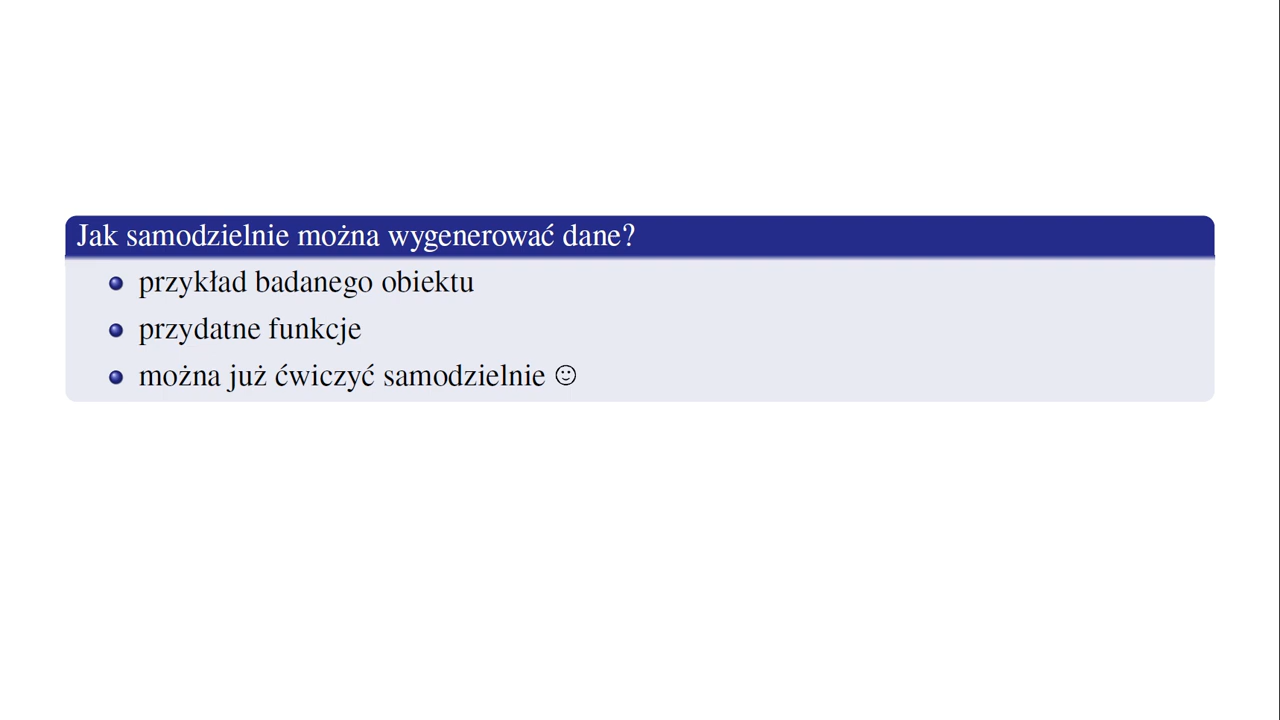 Jak samodzielnie można wygenerować dane?
przykład badanego obiektu
przydatne funkcje
można już ćwiczyć samodzielnie ☺